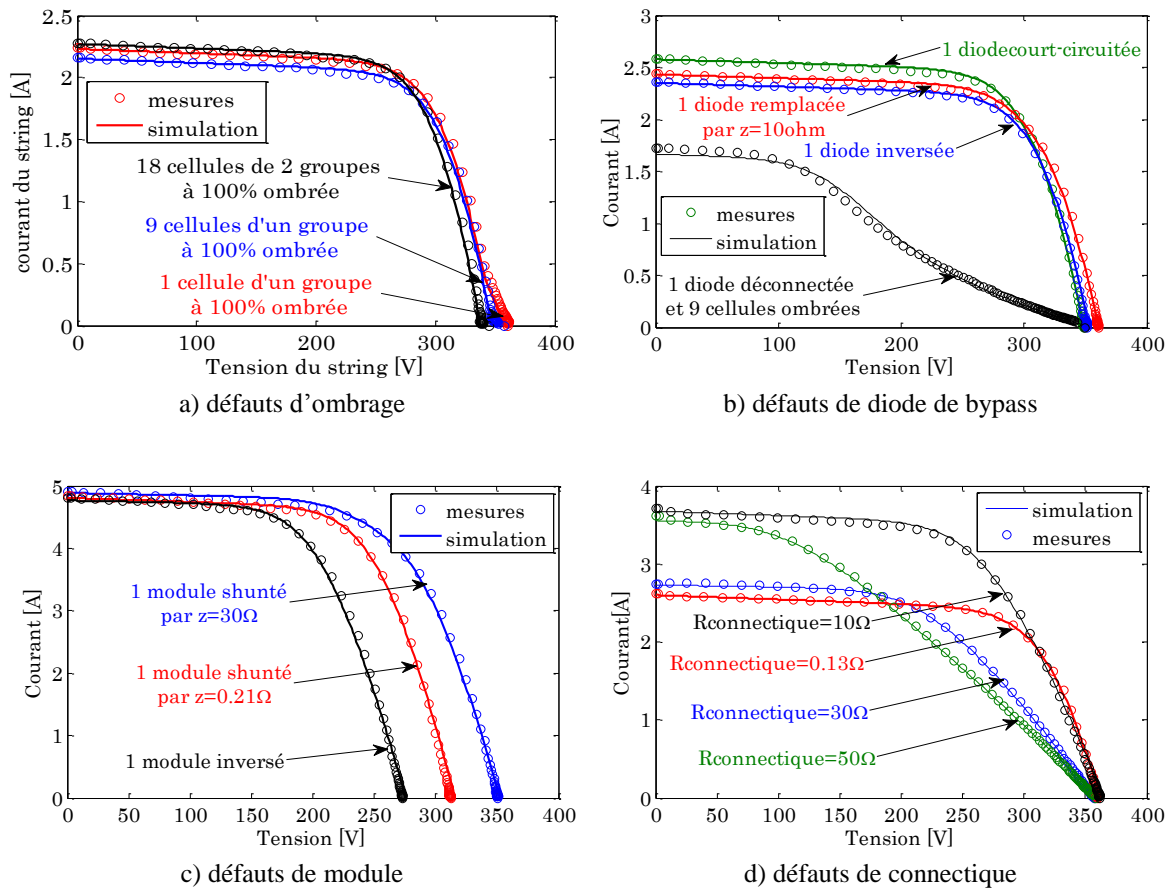 2.5
2
1.5
1
0.5
0
0
100
200
300
400
courant du string [A]
Tension du string [V]
mesures
simulation
18 cellules de 2 groupes
à 100% ombrée
9 cellules d'un groupe
à 100% ombrée
1 cellule d'un groupe
à 100% ombrée
a) défauts d'ombrage
3
2.5
2
1.5
1
0.5
0
0
100
200
300
400
Courant [A]
Tension [V]
1 diodecourt-circuitée
1 diode remplacée
par z=10ohm
1 diode inversée
mesures
simulation
1 diode déconnectée
et 9 cellules ombrées
b) défauts de diode de bypass
5
4
3
2
1
0
0
50
100
150
200
250
300
350
400
Courant [A]
Tension [V]
mesures
simulation
1 module shunté
par z=30Ω
1 module shunté
par z=0.21Ω
1 module inversé
c) défauts de module
4
3
2
1
0
0
50
100
150
200
250
300
350
400
Courant[A]
Tension [V]
simulation
mesures
Rconnectique=10Ω
Rconnectique=0.13Ω
Rconnectique=30Ω
Rconnectique=50Ω
d) défauts de connectique